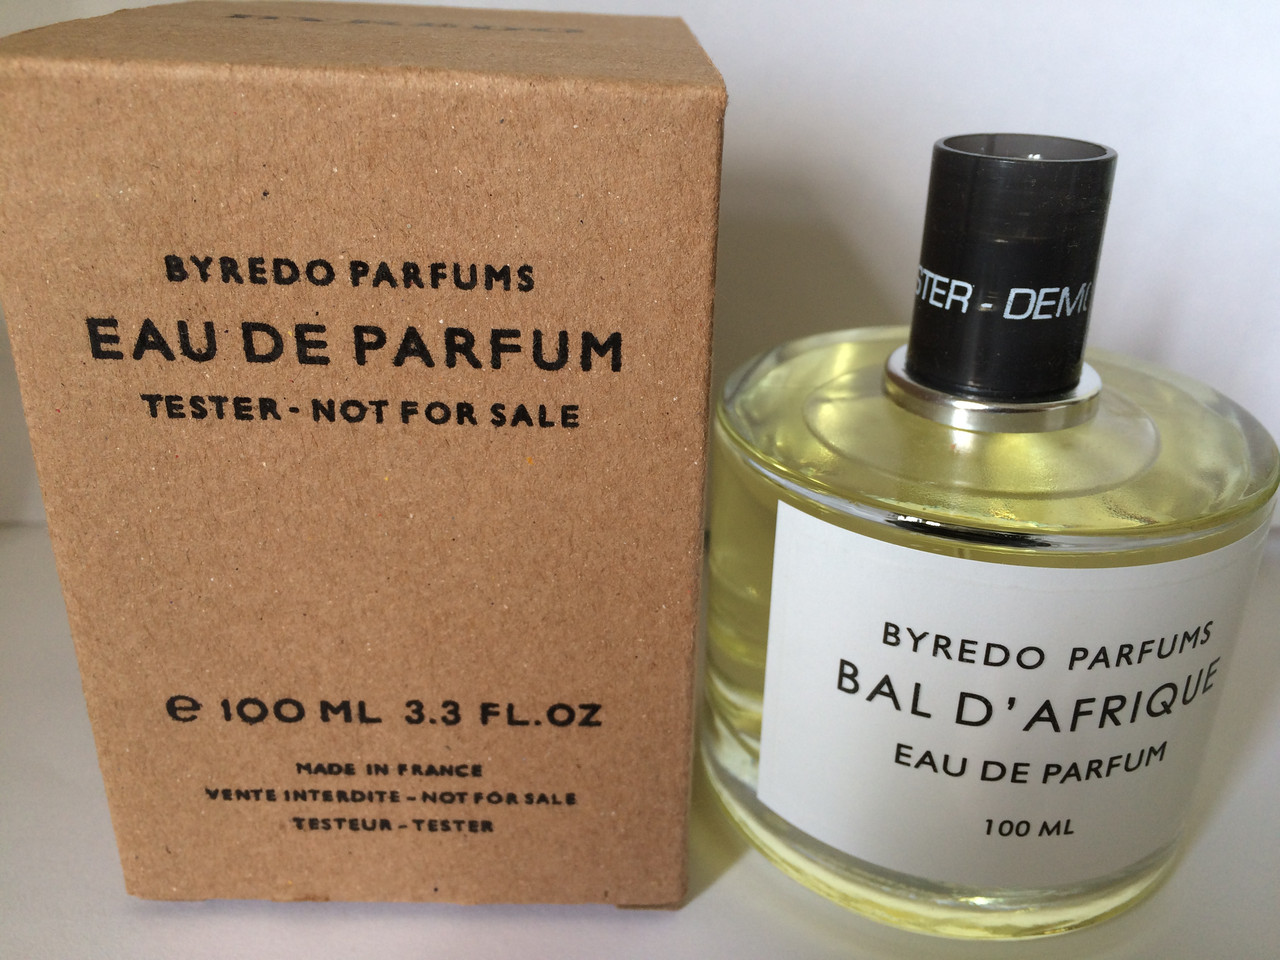 BYREDO PARFUMS
EAU DE PARFUM
TESTER - NOT FOR SALE
e 100 ML 3.3 FL.OZ
MADE IN FRANCE
VENTE INTERDITE - NOT FOR SALE
TESTEUR - TESTER
STER - DEMO
BYREDO PARFUMS
BAL D'AFRIQUE
EAU DE PARFUM
100 ML